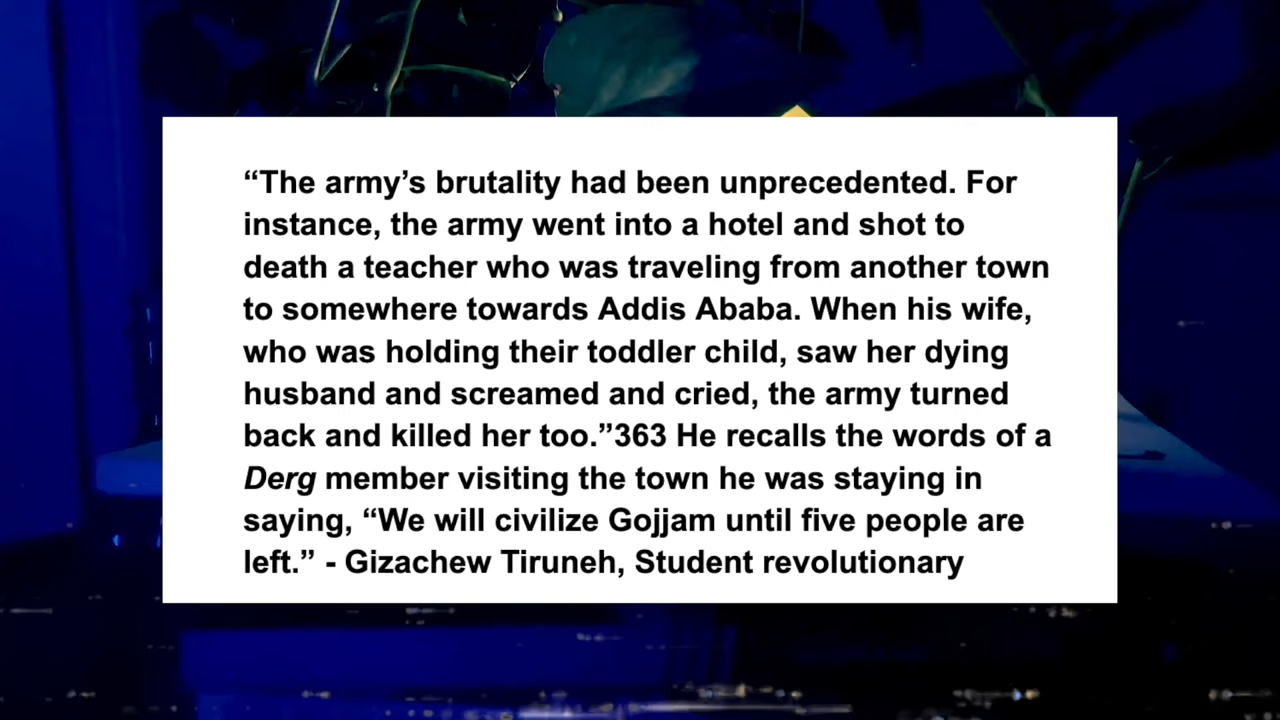 “The army’s brutality had been unprecedented. For
instance, the army went into a hotel and shot to
death a teacher who was traveling from another town
to somewhere towards Addis Ababa. When his wife,
who was holding their toddler child, saw her dying
husband and screamed and cried, the army turned
back and killed her too.”363 He recalls the words of a
Derg member visiting the town he was staying in
saying, “We will civilize Gojjam until five people are
left.” - Gizachew Tiruneh, Student revolutionary